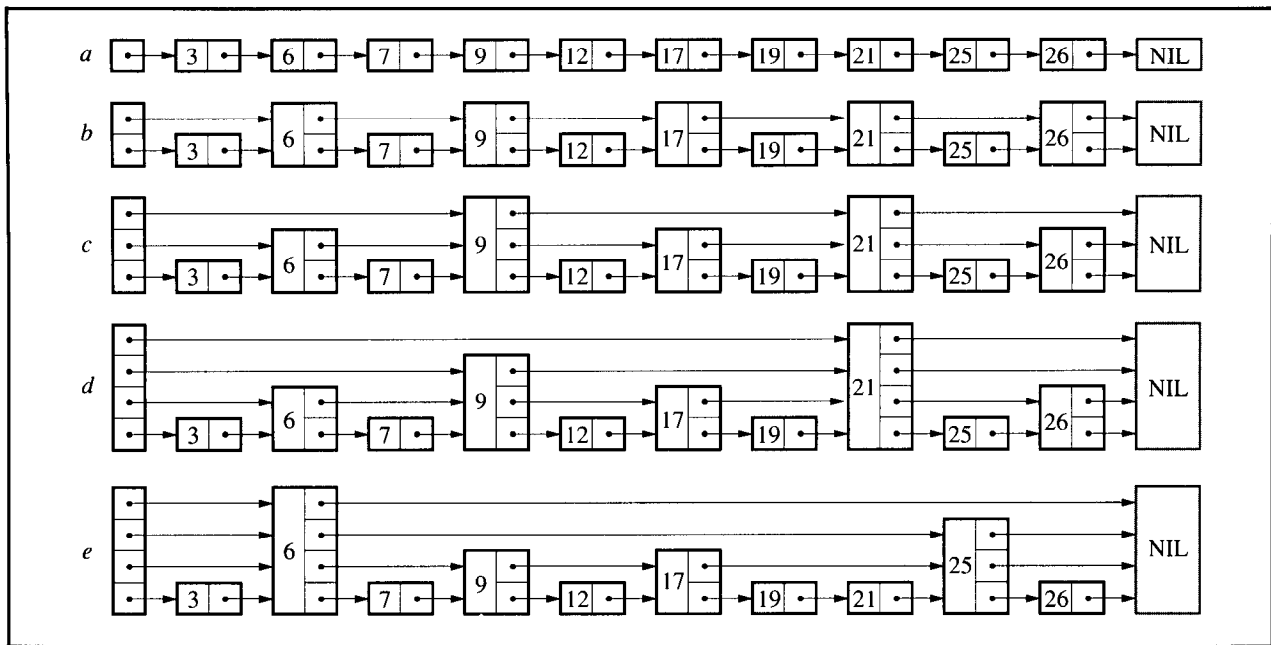 a 3 6 7 9 12 17 19 21 25 26 NIL
b 3 6 7 9 12 17 19 21 25 26 NIL
c 3 6 7 9 12 17 19 21 25 26 NIL
d 3 6 7 9 12 17 19 21 25 26 NIL
e 3 6 7 9 12 17 19 21 25 26 NIL